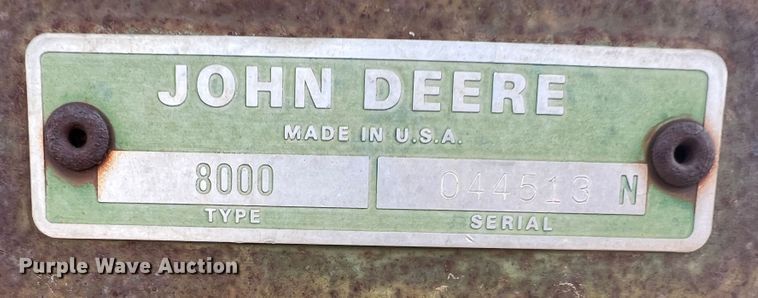 JOHN DEERE
MADE IN U.S.A.
8000 044513 N
TYPE SERIAL
Purple Wave Auction